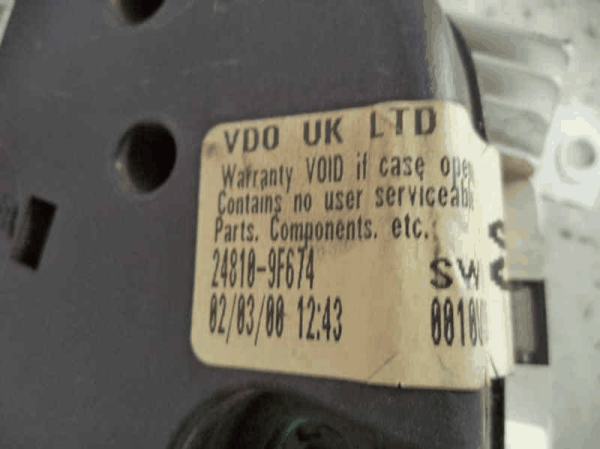 VDO UK LTD
Warranty VOID if case
Contains no user
Parts. Components. etc.
24810-9F674 SW
02/03/00 12:43